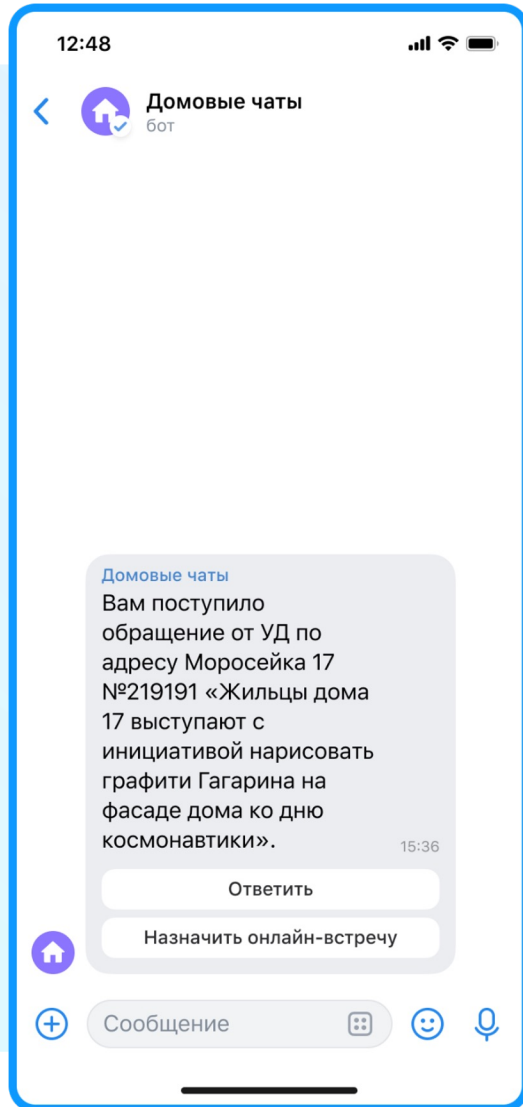 12:48
Домовые чаты
бот
Домовые чаты
Вам поступило
обращение от УД по
адресу Моросейка 17
№219191 «Жильцы дома
17 выступают с
инициативой нарисовать
графити Гагарина на
фасаде дома ко дню
космонавтики».
15:36
Ответить
Назначить онлайн-встречу
Сообщение